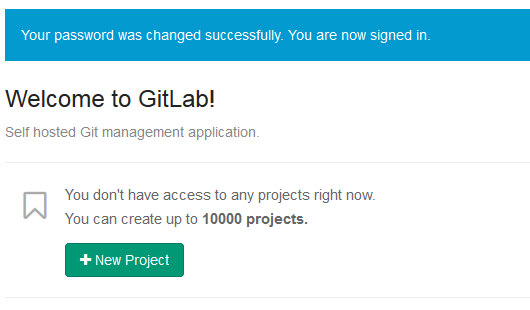 Your password was changed successfully. You are now signed in.
Welcome to GitLab!
Self hosted Git management application.
You don't have access to any projects right now.
You can create up to 10000 projects.
+ New Project